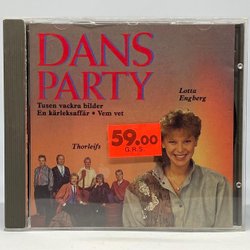 DANS
PARTY
Tusen vackra bilder
En kärleksaffär • Vem vet
Lotta
Engberg
Thorleifs
59.00
G.R.S.